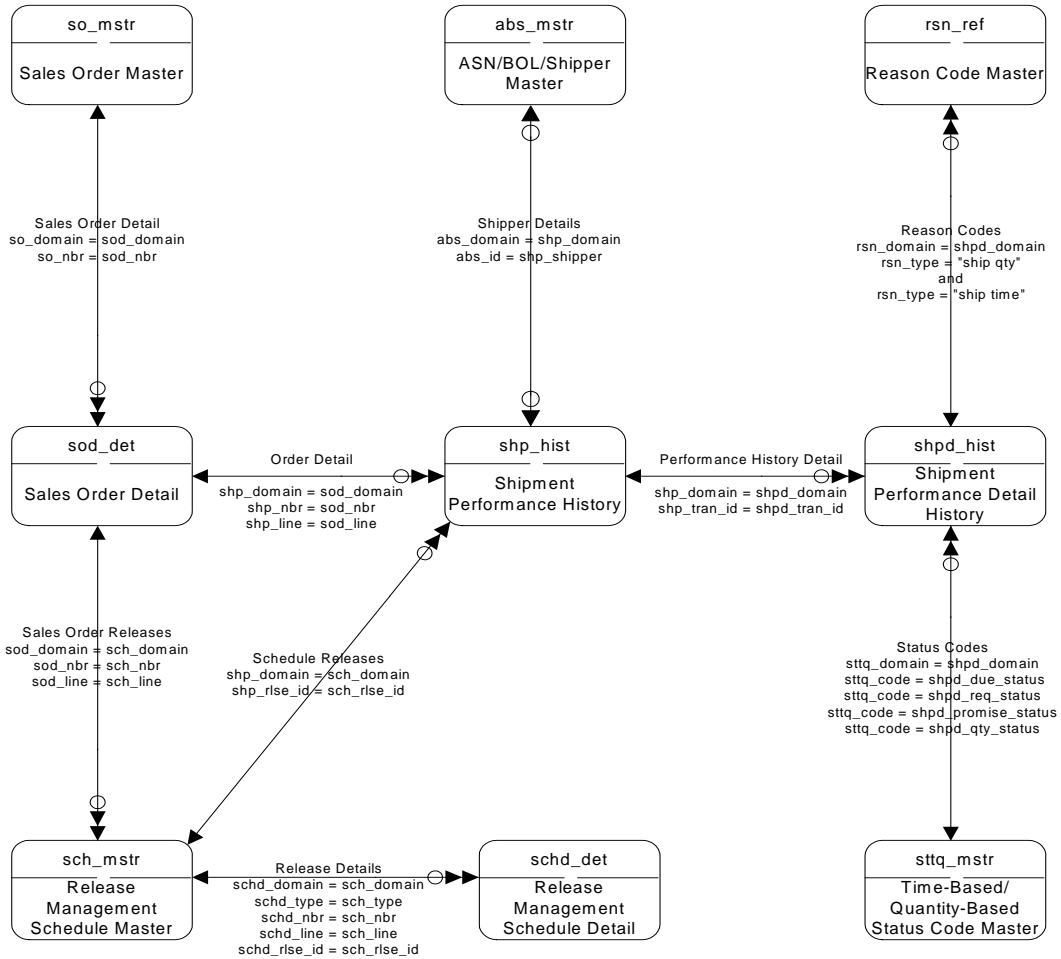 so_mstr
Sales Order Master
abs_mstr
ASN/BOL/Shipper
Master
rsn_ref
Reason Code Master
Sales Order Detail
so_domain = sod_domain
so_nbr = sod_nbr
Shipper Details
abs_domain = shp_domain
abs_id = shp_shipper
Reason Codes
rsn_domain = shpd_domain
rsn_type = "ship qty"
and
rsn_type = "ship time"
sod_det
Sales Order Detail
Order Detail
shp_domain = sod_domain
shp_nbr = sod_nbr
shp_line = sod_line
shp_hist
Shipment
Performance History
Performance History Detail
shp_domain = shpd_domain
shp_tran_id = shpd_tran_id
shpd_hist
Shipment
Performance Detail
History
Sales Order Releases
sod_domain = sch_domain
sod_nbr = sch_nbr
sod_line = sch_line
Schedule Releases
shp_domain = sch_domain
shp_rlse_id = sch_rlse_id
Status Codes
sttq_domain = shpd_domain
sttq_code = shpd_due_status
sttq_code = shpd_req_status
sttq_code = shpd_promise_status
sttq_code = shpd_qty_status
sch_mstr
Release
Management
Schedule Master
Release Details
schd_domain = sch_domain
schd_type = sch_type
schd_nbr = sch_nbr
schd_line = sch_line
schd_rlse_id = sch_rlse_id
schd_det
Release
Management
Schedule Detail
sttq_mstr
Time-Based/
Quantity-Based
Status Code Master